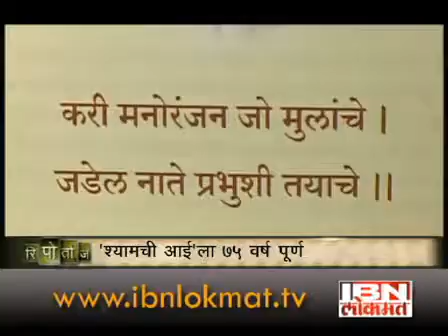 करी मनोरंजन जो मुलांचे ।
जडेल नाते प्रभुशी तयाचे ।।
रिपोर्ताज
'श्यामची आई'ला ७५ वर्ष पूर्ण
www.ibnlokmat.tv
IBN
लोकमत